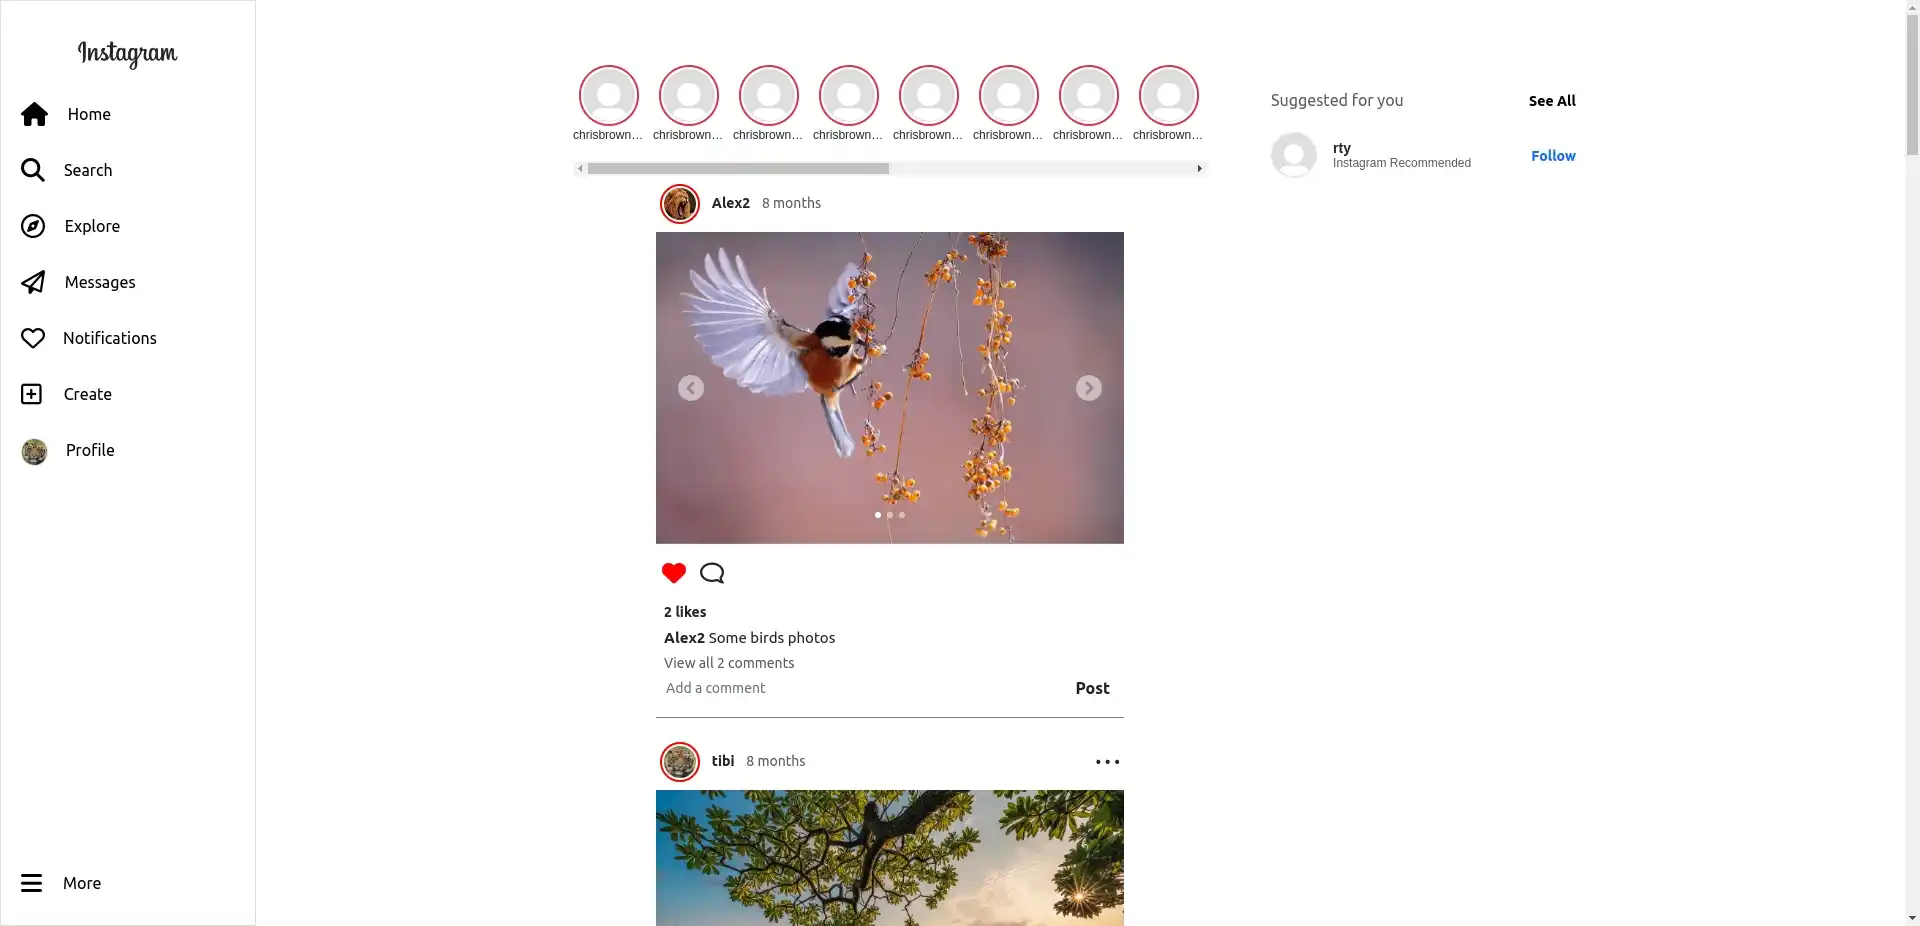 Instagram
Home
Search
Explore
Messages
Notifications
Create
Profile
More
chrisbrown… chrisbrown… chrisbrown… chrisbrown… chrisbrown… chrisbrown… chrisbrown… chrisbrown…
Alex2 8 months
2 likes
Alex2 Some birds photos
View all 2 comments
Add a comment Post
tibi 8 months
Suggested for you See All
rty
Instagram Recommended
Follow